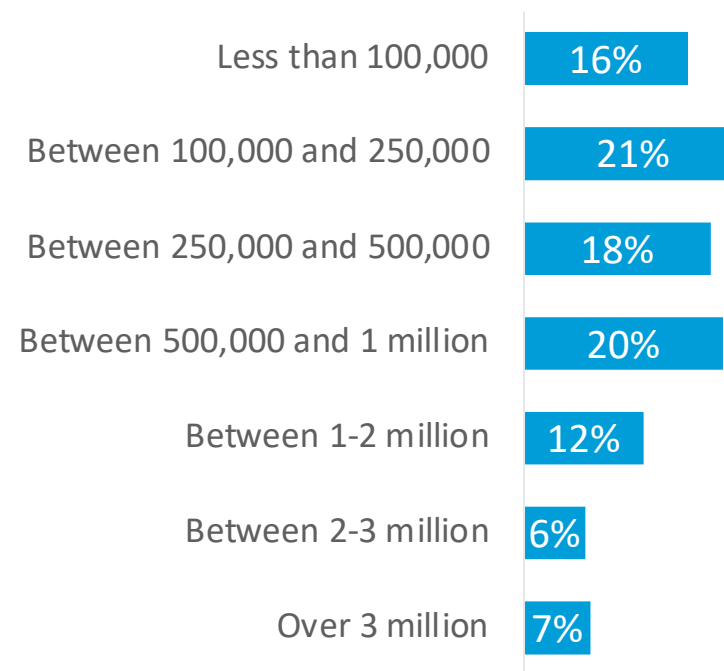 Less than 100,000 16%
Between 100,000 and 250,000 21%
Between 250,000 and 500,000 18%
Between 500,000 and 1 million 20%
Between 1-2 million 12%
Between 2-3 million 6%
Over 3 million 7%